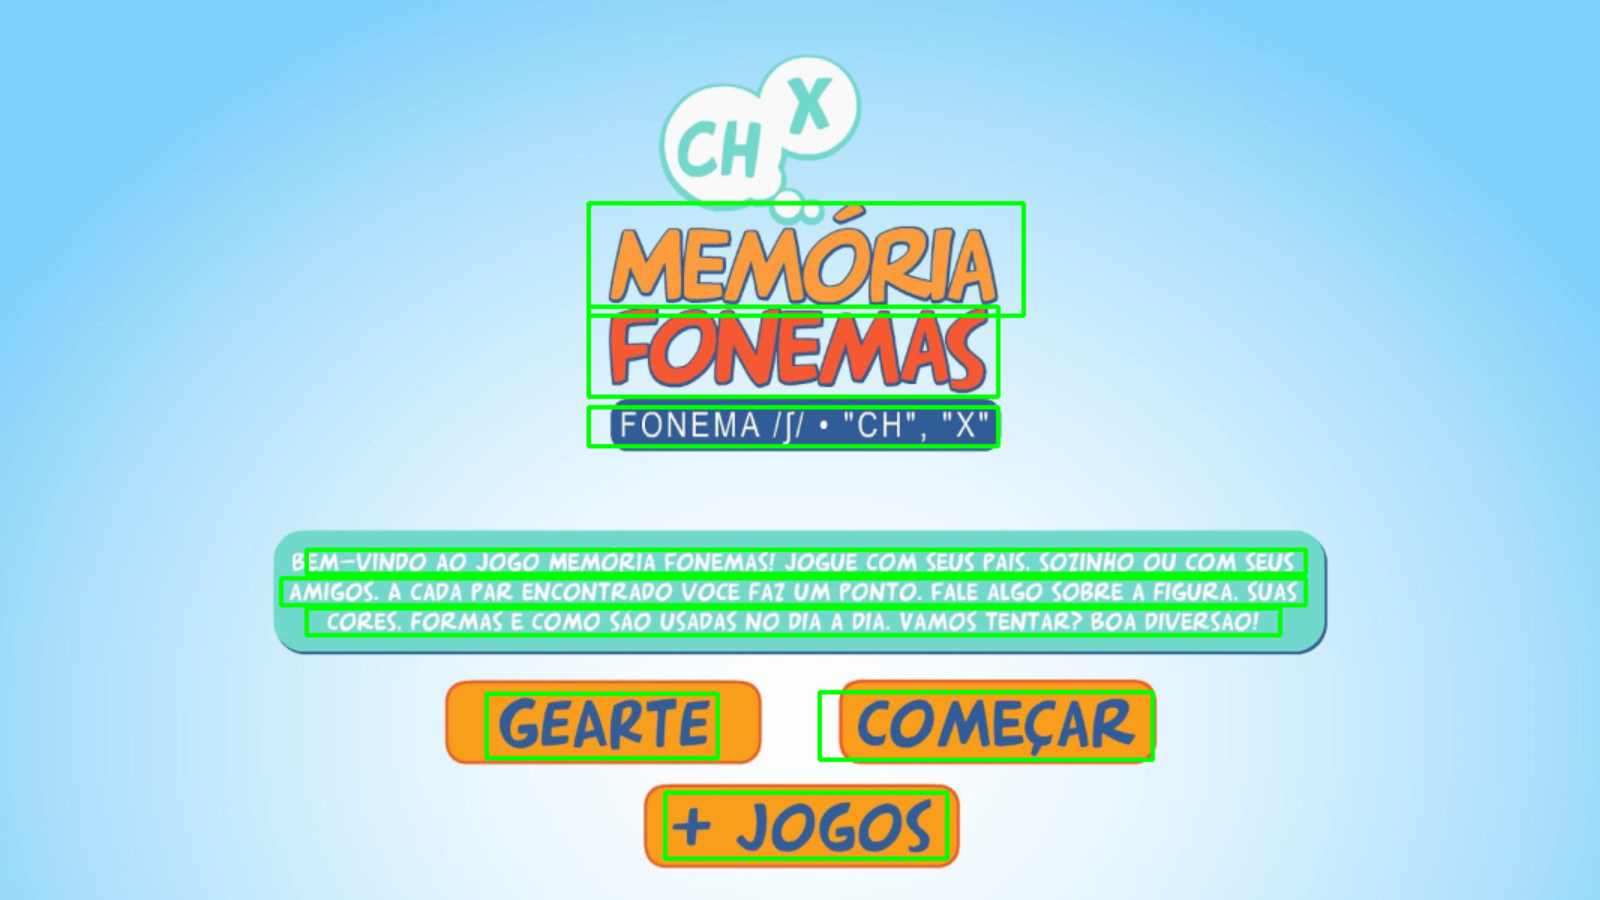 CH X
MEMÓRIA
FONEMAS
FONEMA /ʃ/ • "CH", "X"
BEM-VINDO AO JOGO MEMORIA FONEMAS! JOGUE COM SEUS PAIS. SOZINHO OU COM SEUS
AMIGOS. A CADA PAR ENCONTRADO VOCE FAZ UM PONTO. FALE ALGO SOBRE A FIGURA. SUAS
CORES. FORMAS E COMO SAO USADAS NO DIA A DIA. VAMOS TENTAR? BOA DIVERSAO!
GEARTE
COMEÇAR
+ JOGOS